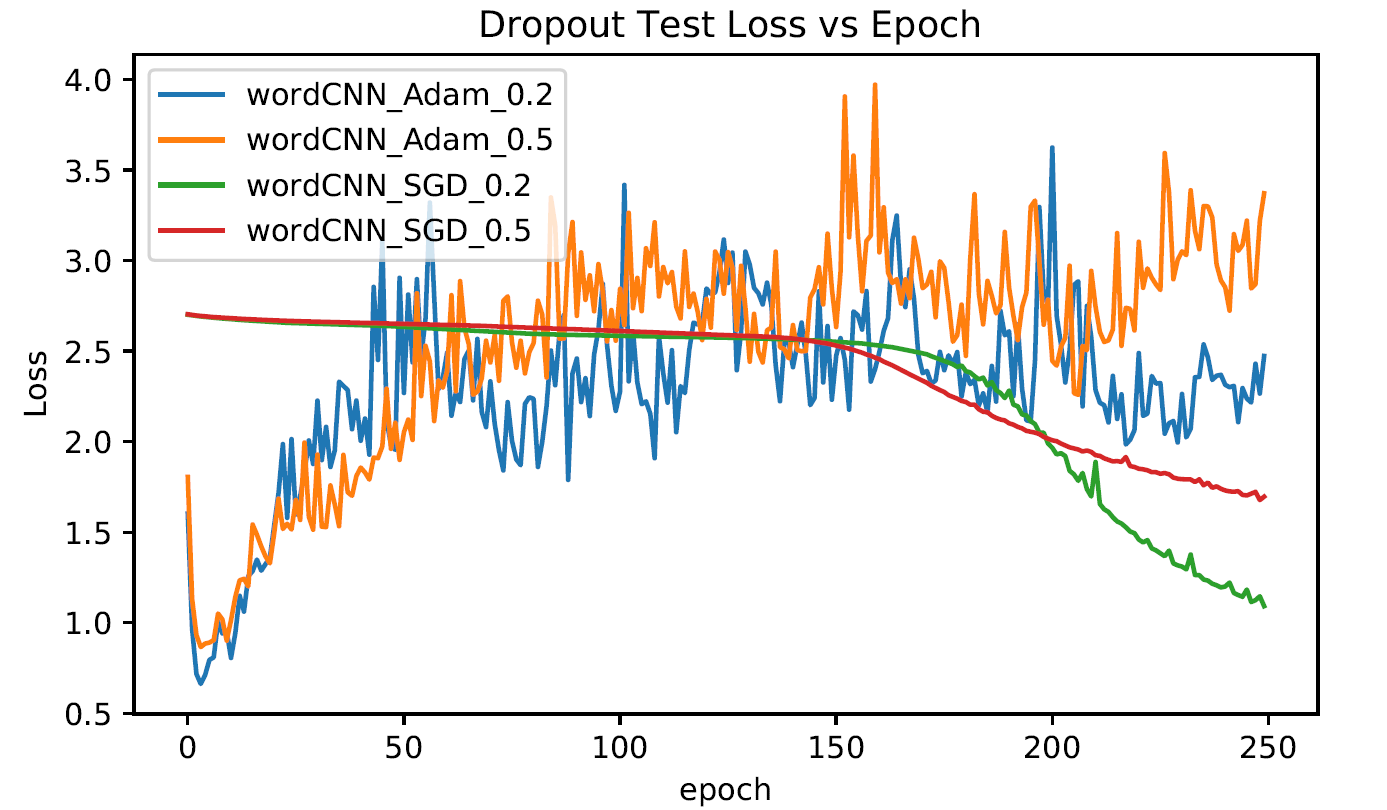 Dropout Test Loss vs Epoch
4.0
3.5
3.0
2.5
2.0
1.5
1.0
0.5
Loss
wordCNN_Adam_0.2
wordCNN_Adam_0.5
wordCNN_SGD_0.2
wordCNN_SGD_0.5
0 50 100 150 200 250
epoch